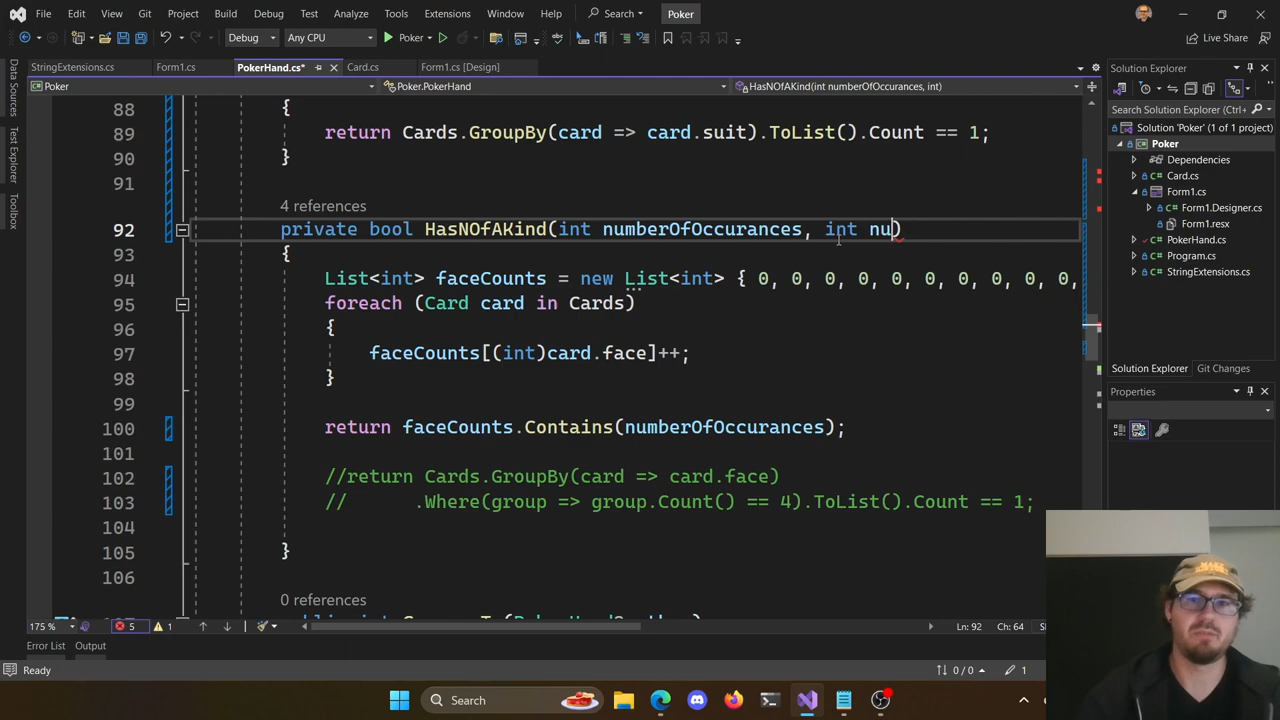 File Edit View Git Project Build Debug Test Analyze Tools Extensions Window Help Search Poker
Debug Any CPU Poker Live Share
StringExtensions.cs Form1.cs PokerHand.cs* Card.cs Form1.cs [Design]
Poker Poker.PokerHand HasNOfAKind(int numberOfOccurances, int)
88 {
89 return Cards.GroupBy(card => card.suit).ToList().Count == 1;
90 }
91
4 references
92 private bool HasNOfAKind(int numberOfOccurances, int nu)
93 {
94 List<int> faceCounts = new List<int> { 0, 0, 0, 0, 0, 0, 0, 0, 0, 0,
95 foreach (Card card in Cards)
96 {
97 faceCounts[(int)card.face]++;
98 }
99
100 return faceCounts.Contains(numberOfOccurances);
101
102 //return Cards.GroupBy(card => card.face)
103 // .Where(group => group.Count() == 4).ToList().Count == 1;
104
105 }
106
0 references
175 % 5 1 Ln: 92 Ch: 64
Error List Output
Ready 0 / 0 1
Search
Data Sources
Test Explorer
Toolbox
Solution Explorer
Search Solution Explorer (Ctrl+
Solution 'Poker' (1 of 1 project)
Poker
Dependencies
Card.cs
Form1.cs
Form1.Designer.cs
Form1.resx
PokerHand.cs
Program.cs
StringExtensions.cs
Solution Explorer Git Changes
Properties